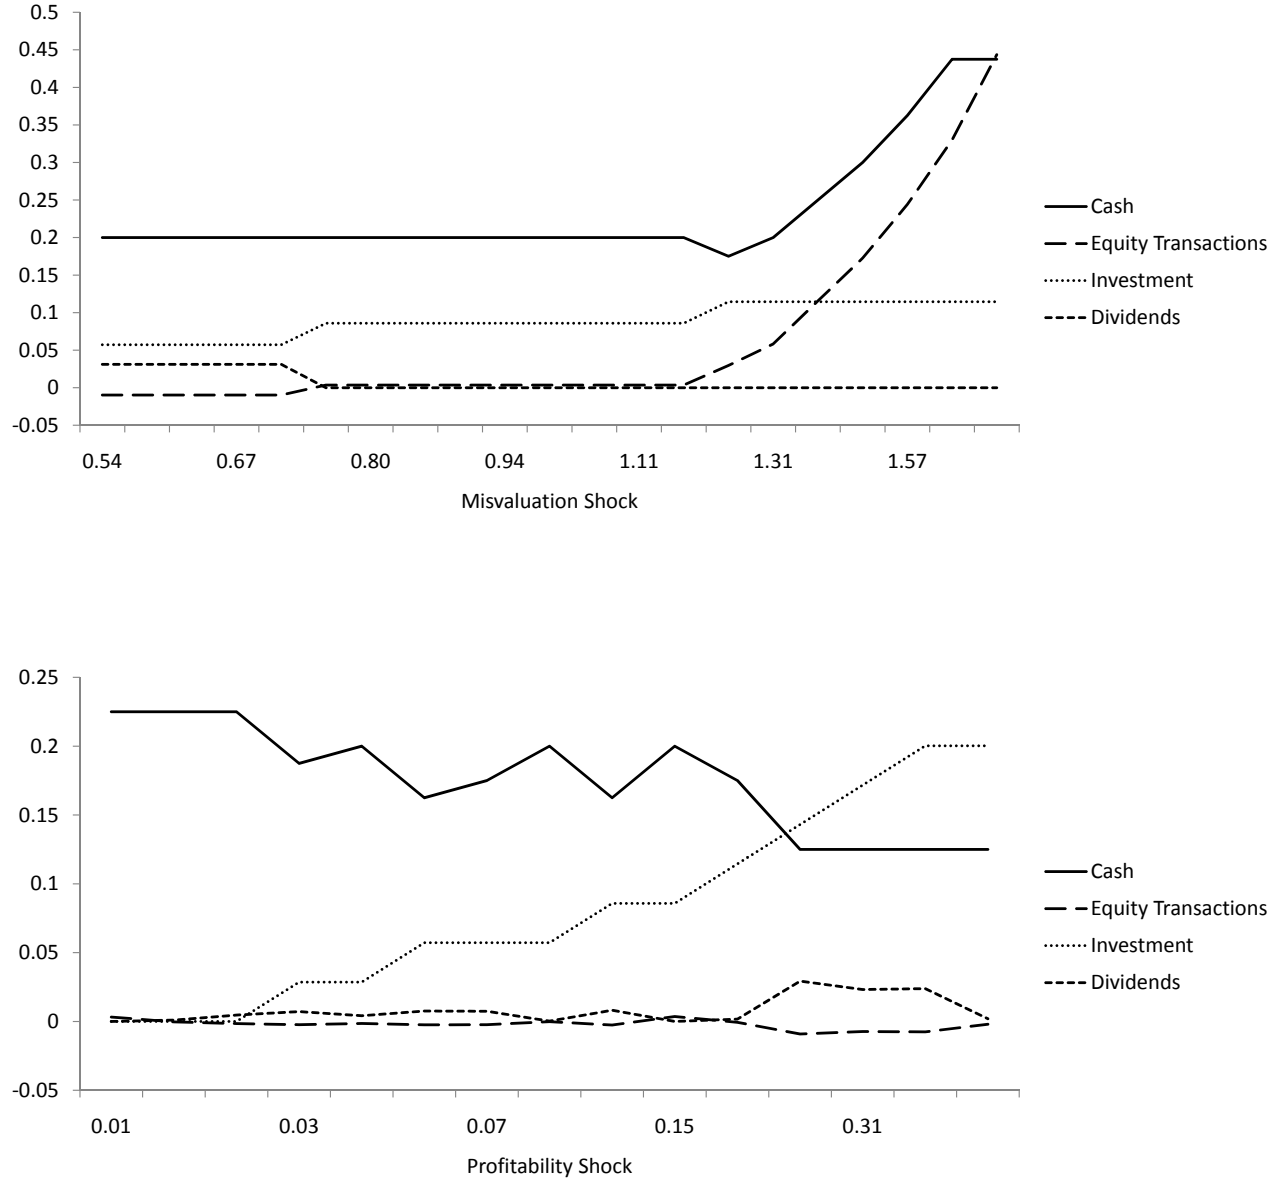 0.5
0.45
0.4
0.35
0.3
0.25
0.2
0.15
0.1
0.05
0
-0.05
0.54 0.67 0.80 0.94 1.11 1.31 1.57
Misvaluation Shock
Cash
Equity Transactions
Investment
Dividends
0.25
0.2
0.15
0.1
0.05
0
-0.05
0.01 0.03 0.07 0.15 0.31
Profitability Shock
Cash
Equity Transactions
Investment
Dividends